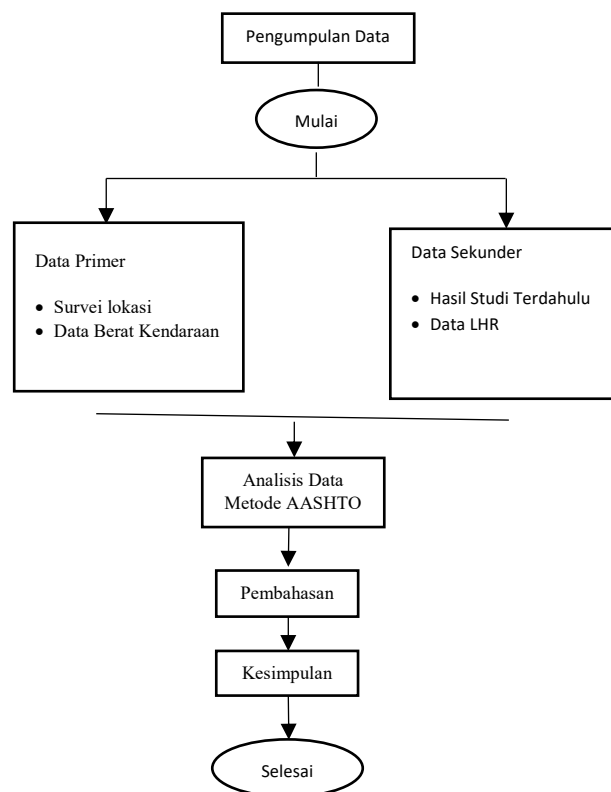 Pengumpulan Data
Mulai
Data Primer
• Survei lokasi
• Data Berat Kendaraan
Data Sekunder
• Hasil Studi Terdahulu
• Data LHR
Analisis Data
Metode AASHTO
Pembahasan
Kesimpulan
Selesai